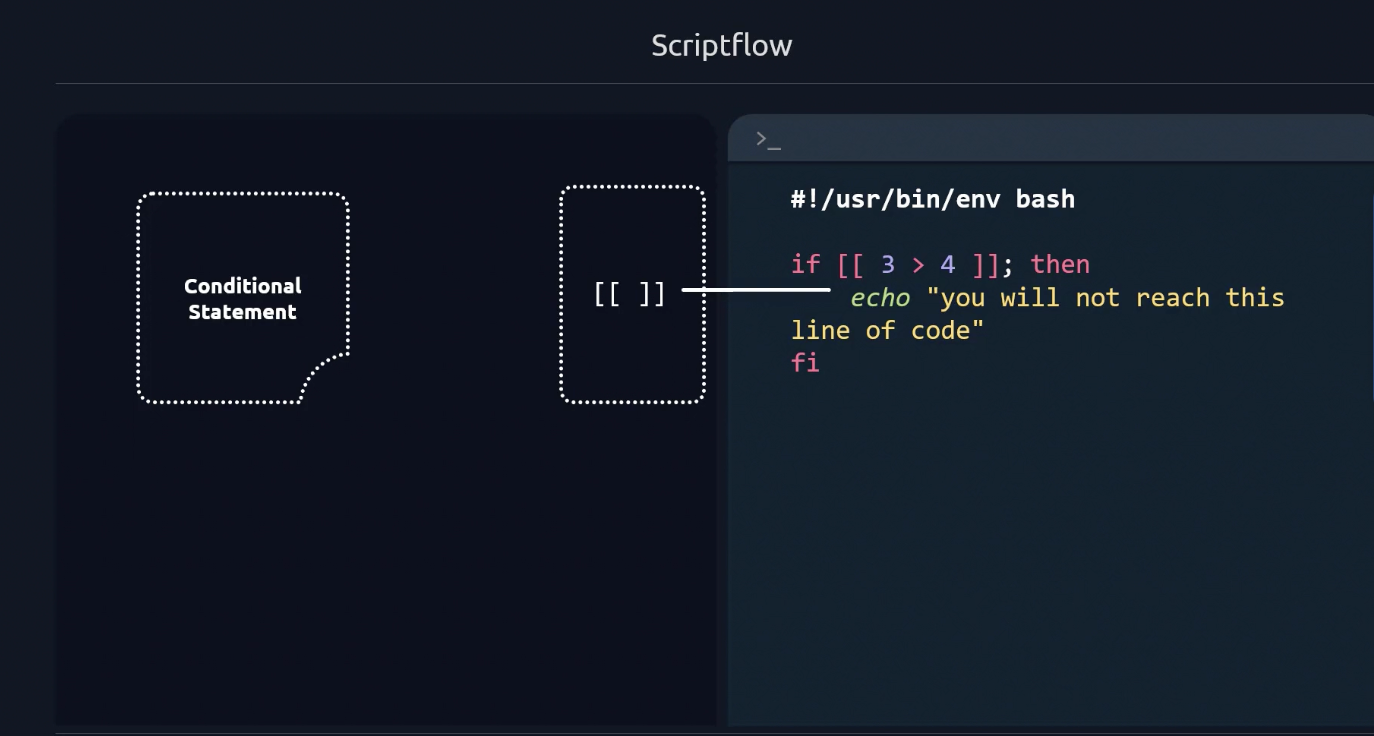 Scriptflow
Conditional
Statement
[[ ]]
>_
#!/usr/bin/env bash
if [[ 3 > 4 ]]; then
    echo "you will not reach this
line of code"
fi